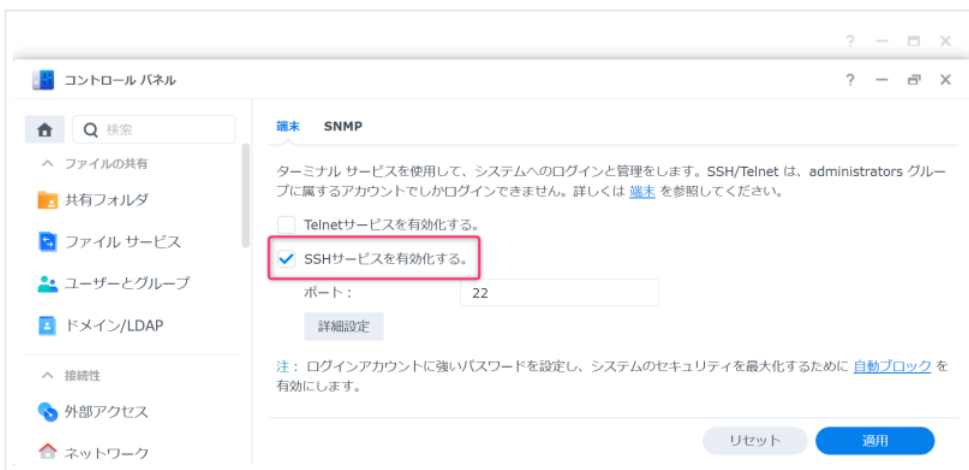 コントロール パネル
検索
ファイルの共有
共有フォルダ
ファイル サービス
ユーザーとグループ
ドメイン/LDAP
接続性
外部アクセス
ネットワーク
端末 SNMP
ターミナル サービスを使用して、システムへのログインと管理をします。SSH/Telnet は、administrators グルー
プに属するアカウントでしかログインできません。詳しくは 端末 を参照してください。
Telnetサービスを有効化する。
SSHサービスを有効化する。
ポート： 22
詳細設定
注： ログインアカウントに強いパスワードを設定し、システムのセキュリティを最大化するために 自動ブロック を
有効にします。
リセット 適用